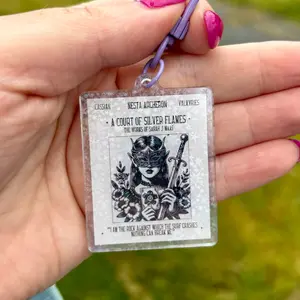 CASSIAN NESTA ARCHERON VALKYRIES
· A COURT OF SILVER FLAMES ·
THE WORKS OF SARAH J MAAS
"I AM THE ROCK AGAINST WHICH THE SURF CRASHES
NOTHING CAN BREAK ME"